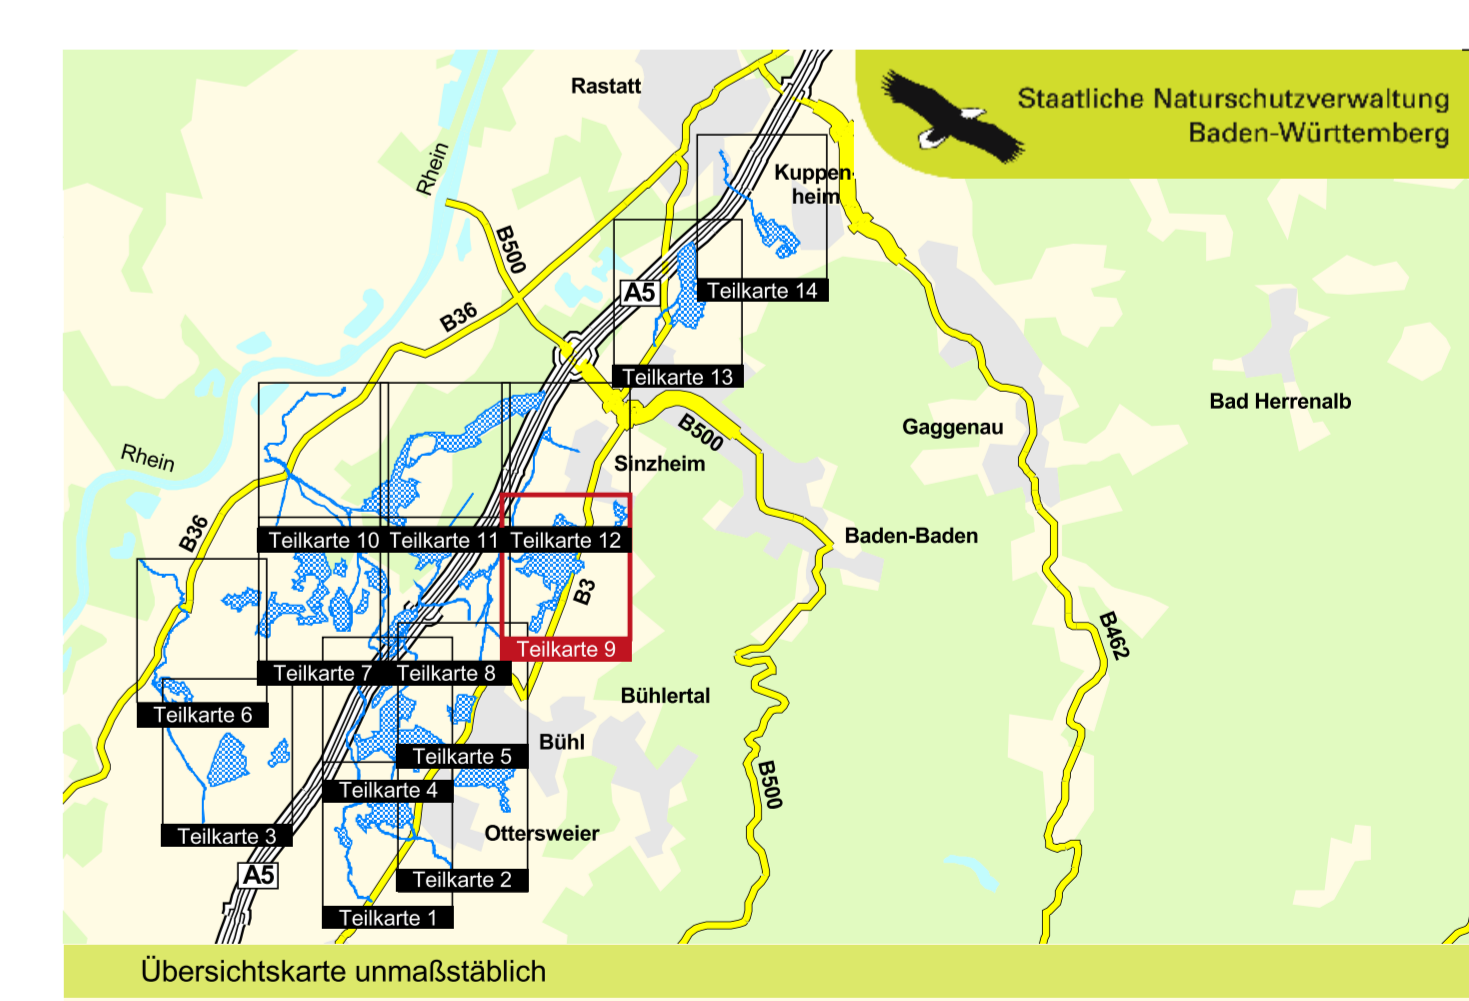 Staatliche Naturschutzverwaltung
Baden-Württemberg
Rastatt
Rhein
Kuppen-
heim
B500
A5
Teilkarte 14
B36
Teilkarte 13
Bad Herrenalb
Gaggenau
B500
Rhein
Sinzheim
B36
Teilkarte 10
Teilkarte 11
Teilkarte 12
Baden-Baden
B3
B462
Teilkarte 9
Teilkarte 7
Teilkarte 8
Bühlertal
Teilkarte 6
Bühl
Teilkarte 5
B500
Teilkarte 4
Teilkarte 3
Ottersweier
A5
Teilkarte 2
Teilkarte 1
Übersichtskarte unmaßstäblich